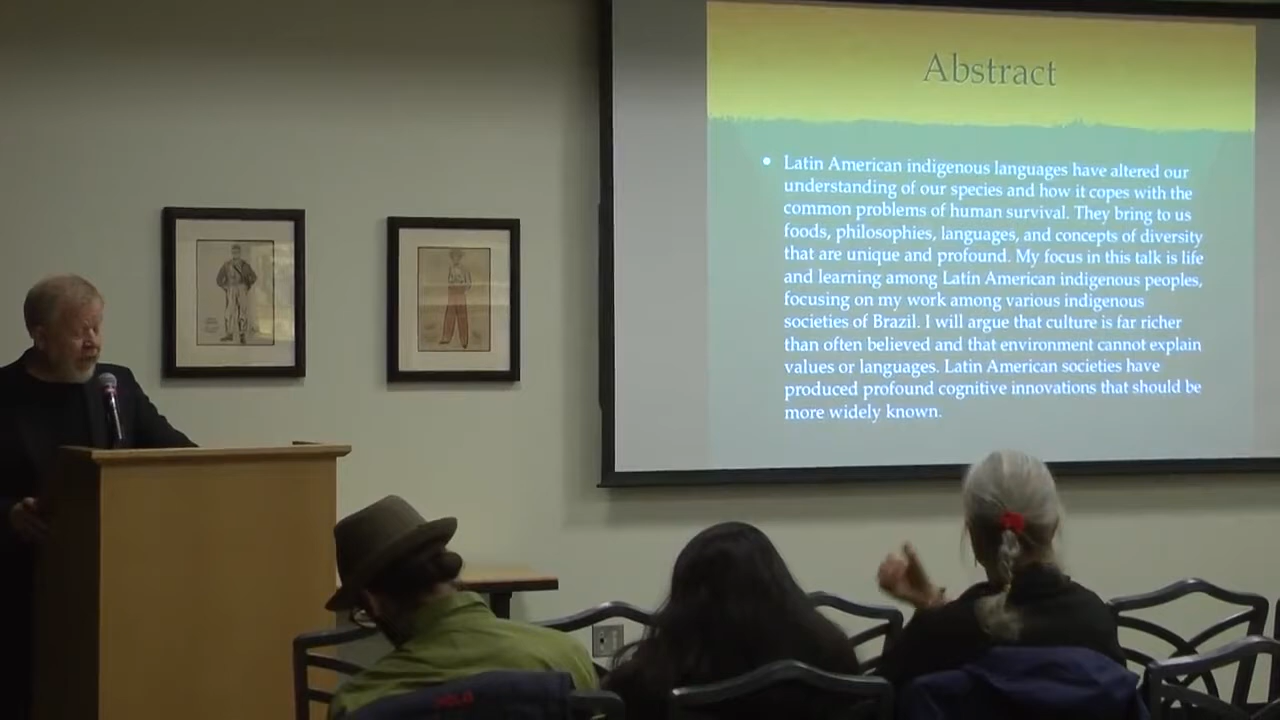 Abstract
• Latin American indigenous languages have altered our
understanding of our species and how it copes with the
common problems of human survival. They bring to us
foods, philosophies, languages, and concepts of diversity
that are unique and profound. My focus in this talk is life
and learning among Latin American indigenous peoples,
focusing on my work among various indigenous
societies of Brazil. I will argue that culture is far richer
than often believed and that environment cannot explain
values or languages. Latin American societies have
produced profound cognitive innovations that should be
more widely known.